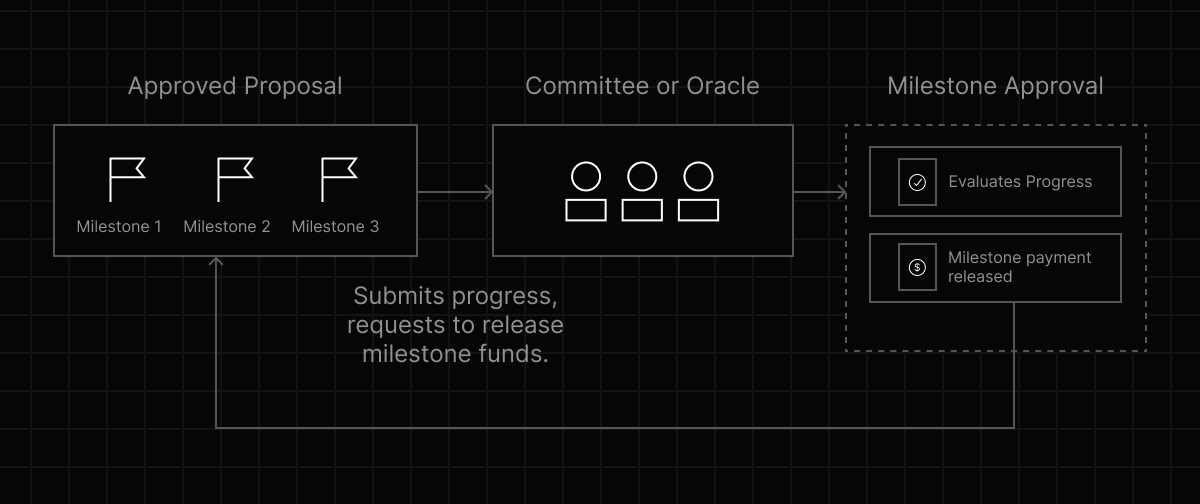 Approved Proposal
Committee or Oracle
Milestone Approval
Milestone 1
Milestone 2
Milestone 3
Evaluates Progress
$
Milestone payment
released
Submits progress,
requests to release
milestone funds.